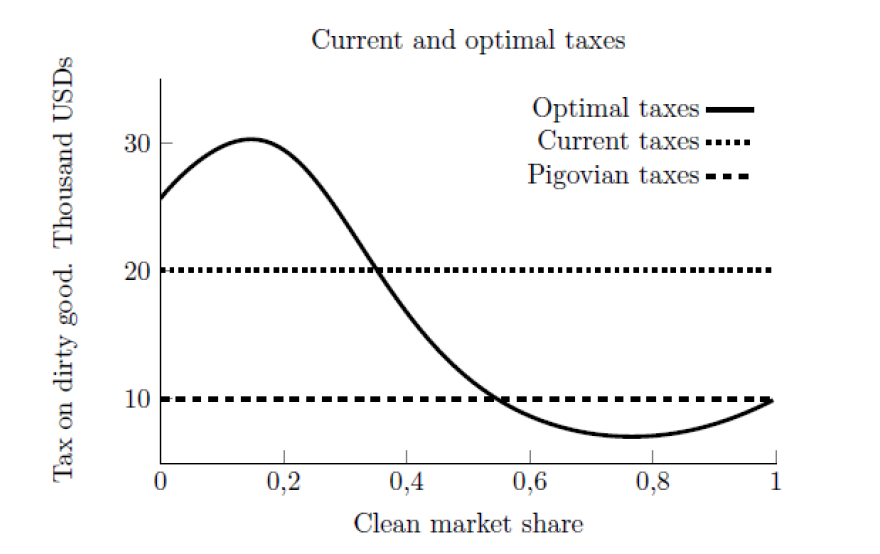 Current and optimal taxes
Tax on dirty good. Thousand USDs
Optimal taxes
Current taxes
Pigovian taxes
30
20
10
0
0,2
0,4
0,6
0,8
1
Clean market share